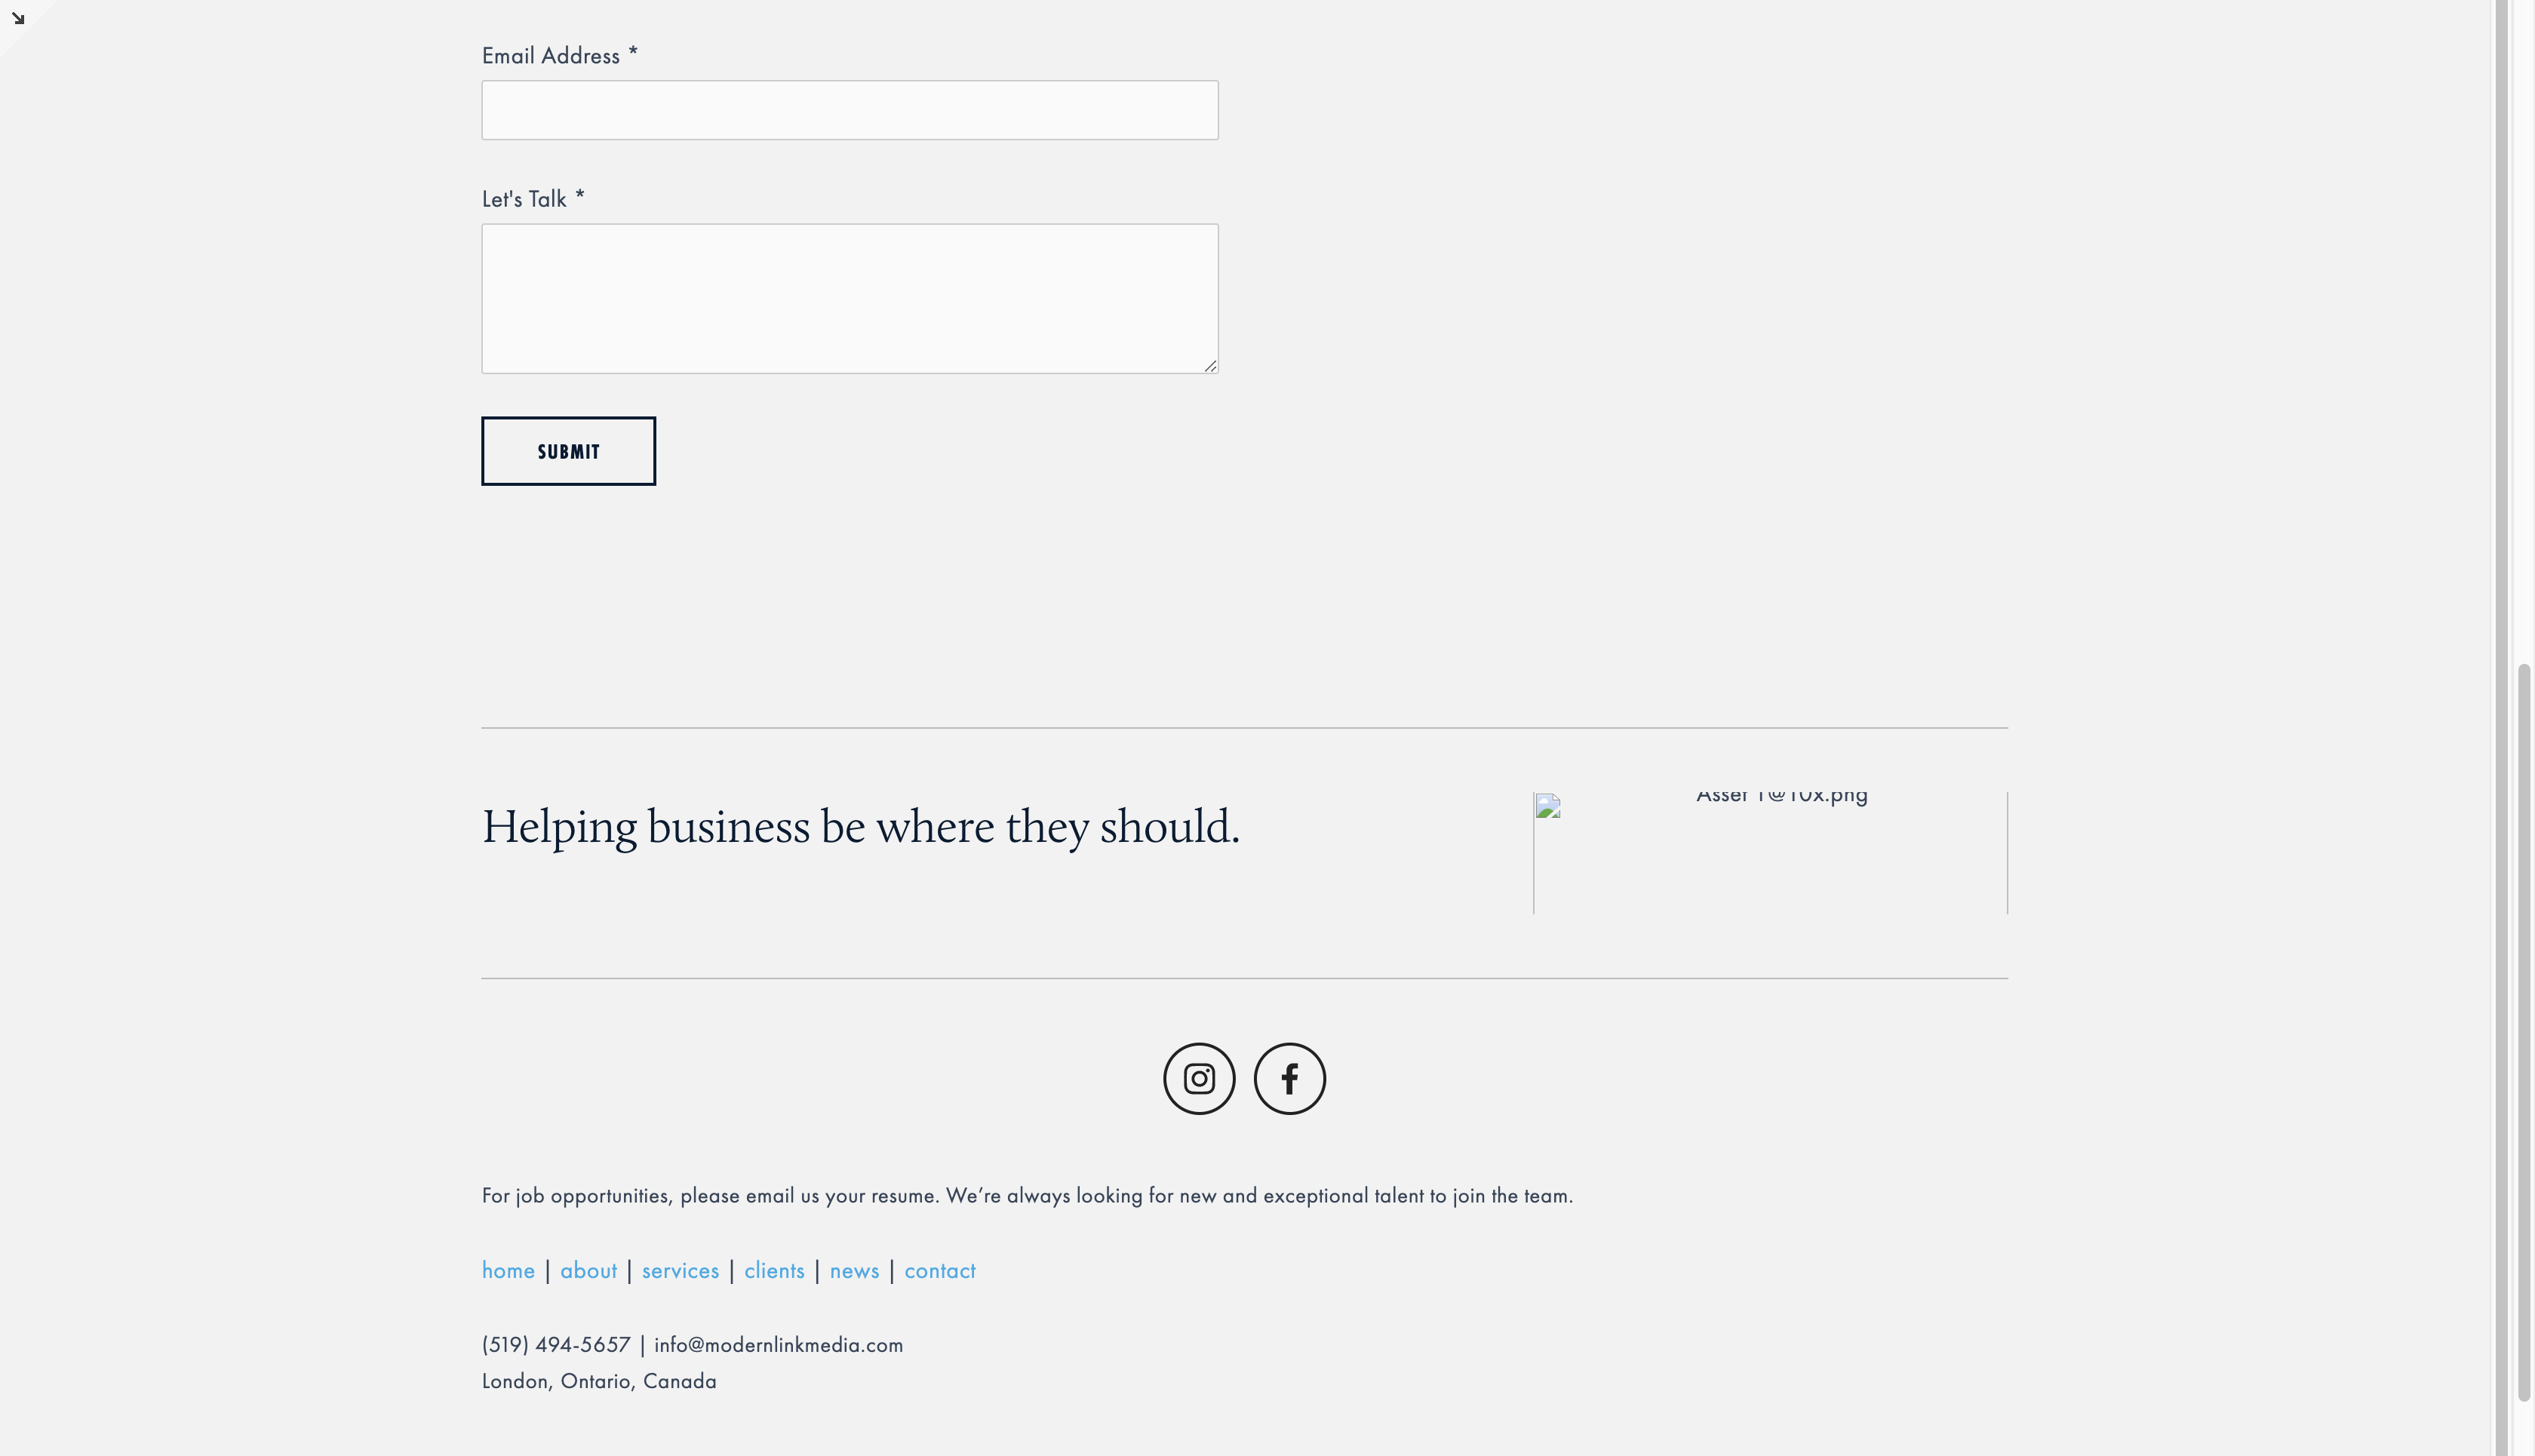 Email Address *
Let's Talk *
SUBMIT
Helping business be where they should.
Asset 1@10x.png
For job opportunities, please email us your resume. We’re always looking for new and exceptional talent to join the team.
home | about | services | clients | news | contact
(519) 494-5657 | info@modernlinkmedia.com
London, Ontario, Canada